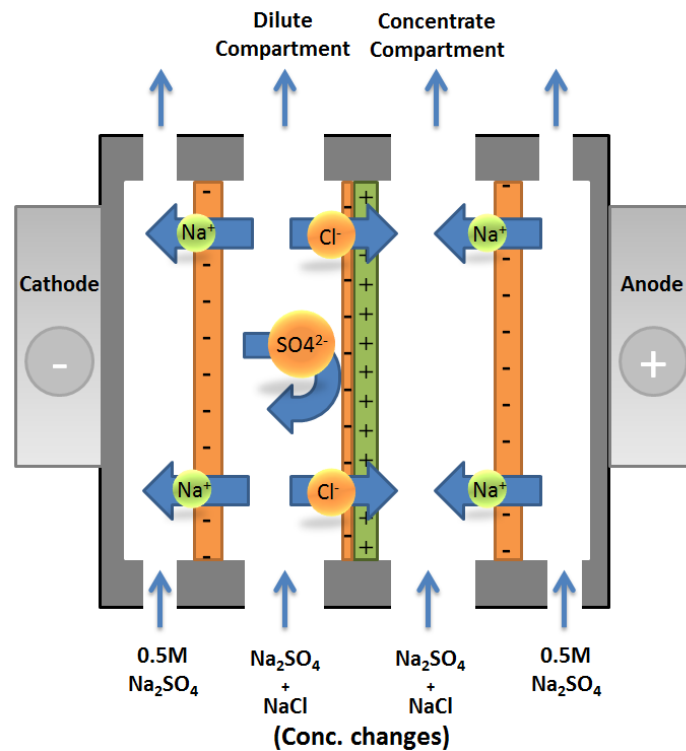 Dilute
Compartment
Concentrate
Compartment
Na⁺
Cl⁻
Na⁺
Cathode
-
SO4²⁻
Anode
+
Na⁺
Cl⁻
Na⁺
0.5M
Na₂SO₄
Na₂SO₄
+
NaCl
Na₂SO₄
+
NaCl
0.5M
Na₂SO₄
(Conc. changes)